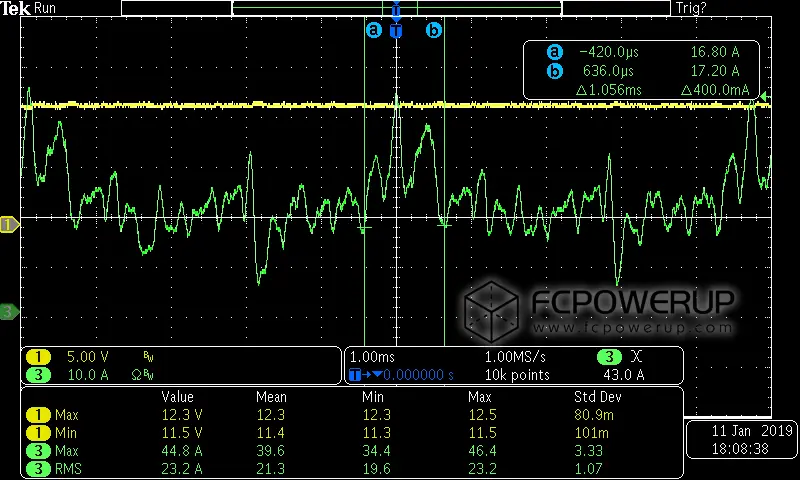 Tek Run Trig?
T
a T b
a -420.0µs 16.80 A
b 636.0µs 17.20 A
△1.056ms △400.0mA
1
3
FCPOWERUP
www.fcpowerup.com
1 5.00 V BW
3 10.0 A ΩBW
1.00ms 1.00MS/s 3
T→▼0.000000 s 10k points 43.0 A
Value Mean Min Max Std Dev
1 Max 12.3 V 12.3 12.3 12.5 80.9m
1 Min 11.5 V 11.4 11.3 11.5 101m
3 Max 44.8 A 39.6 34.4 46.4 3.33
3 RMS 23.2 A 21.3 19.6 23.2 1.07
11 Jan 2019
18:08:38